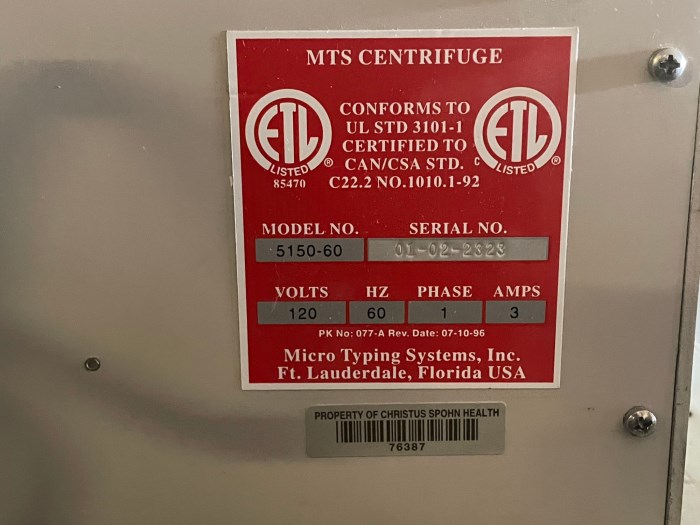 MTS CENTRIFUGE
ETL
LISTED
®
85470
CONFORMS TO
UL STD 3101-1
CERTIFIED TO
CAN/CSA STD.
C22.2 NO.1010.1-92
ETL
C LISTED
®
MODEL NO. SERIAL NO.
5150-60 01-02-2323
VOLTS HZ PHASE AMPS
120 60 1 3
PK No: 077-A Rev. Date: 07-10-96
Micro Typing Systems, Inc.
Ft. Lauderdale, Florida USA
PROPERTY OF CHRISTUS SPOHN HEALTH
76387